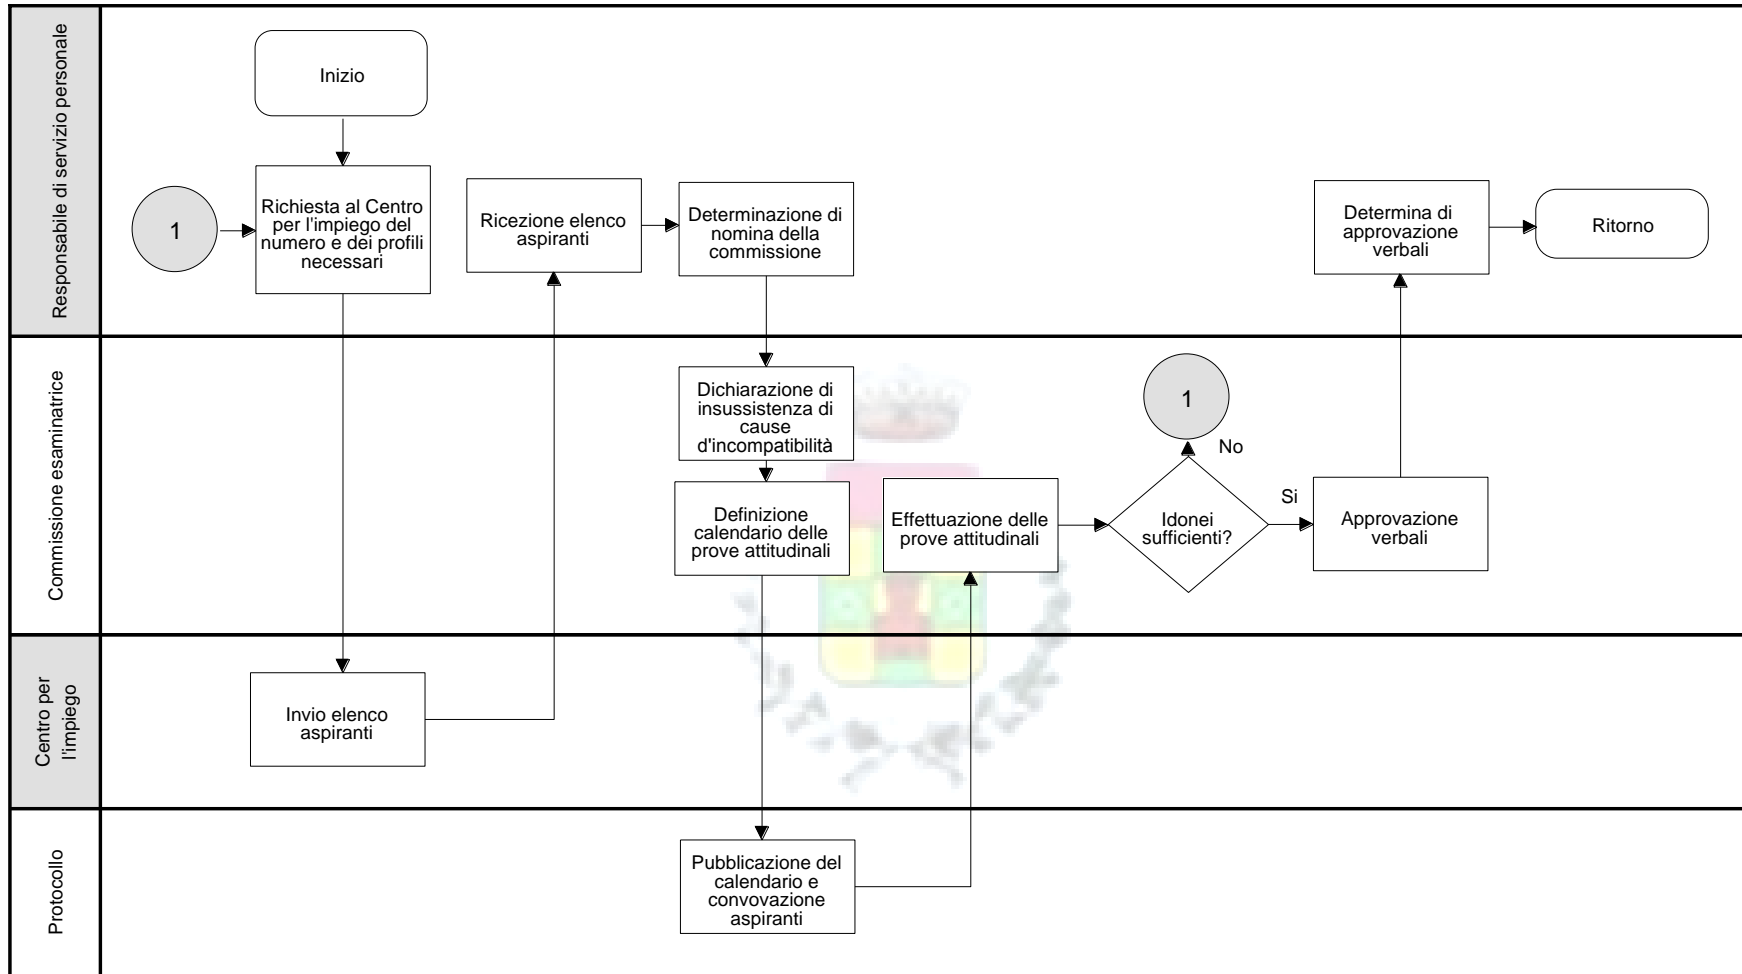 Responsabile di servizio personale
Inizio
1
Richiesta al Centro
per l'impiego del
numero e dei profili
necessari
Ricezione elenco
aspiranti
Determinazione di
nomina della
commissione
Determina di
approvazione
verbali
Ritorno
Commissione esaminatrice
Dichiarazione di
insussistenza di
cause
d'incompatibilità
Definizione
calendario delle
prove attitudinali
Effettuazione delle
prove attitudinali
1
No
Idonei
sufficienti?
Si
Approvazione
verbali
Centro per
l'impiego
Invio elenco
aspiranti
Protocollo
Pubblicazione del
calendario e
convovazione
aspiranti